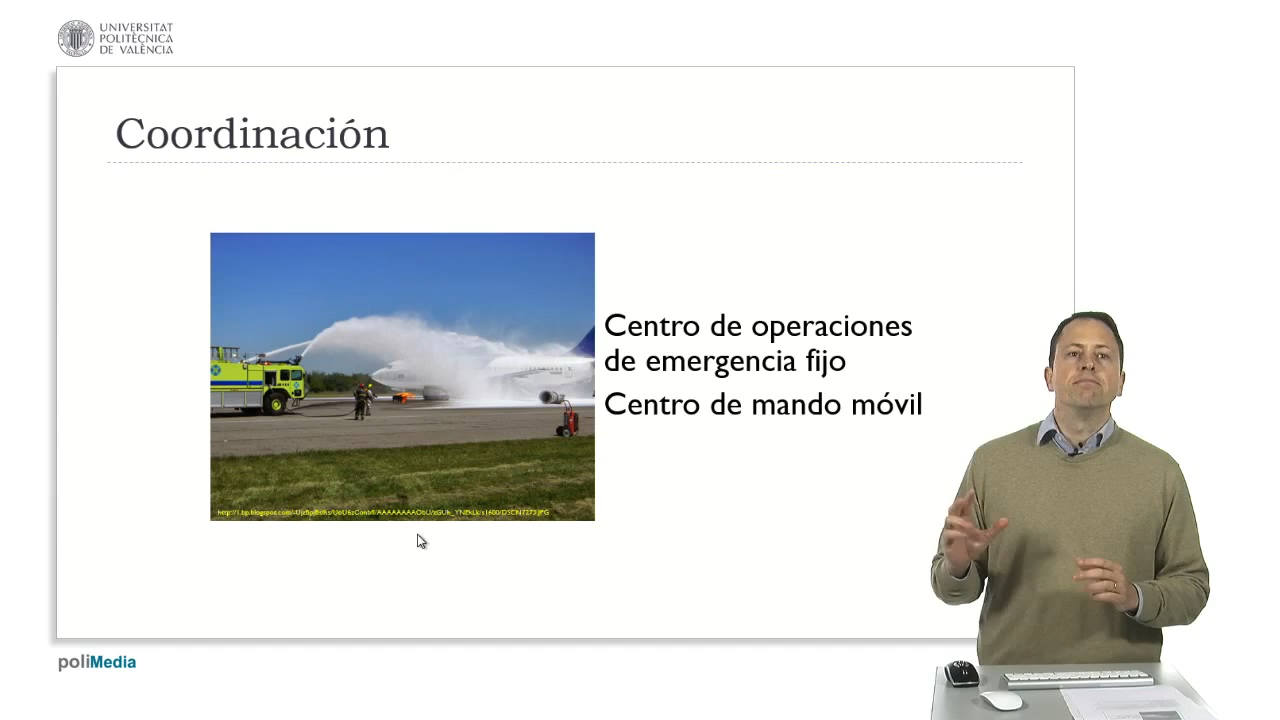 UNIVERSITAT
POLITÈCNICA
DE VALÈNCIA
Coordinación
Centro de operaciones
de emergencia fijo
Centro de mando móvil
poliMedia